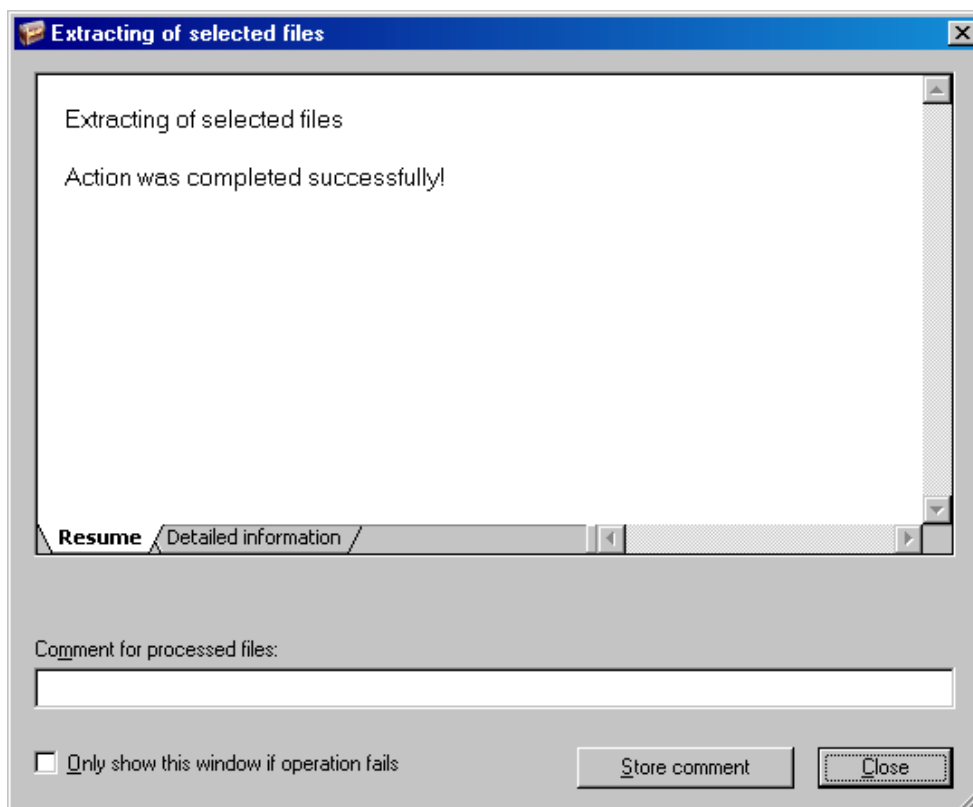 Extracting of selected files
Extracting of selected files
Action was completed successfully!
Resume Detailed information
Comment for processed files:
Only show this window if operation fails
Store comment Close